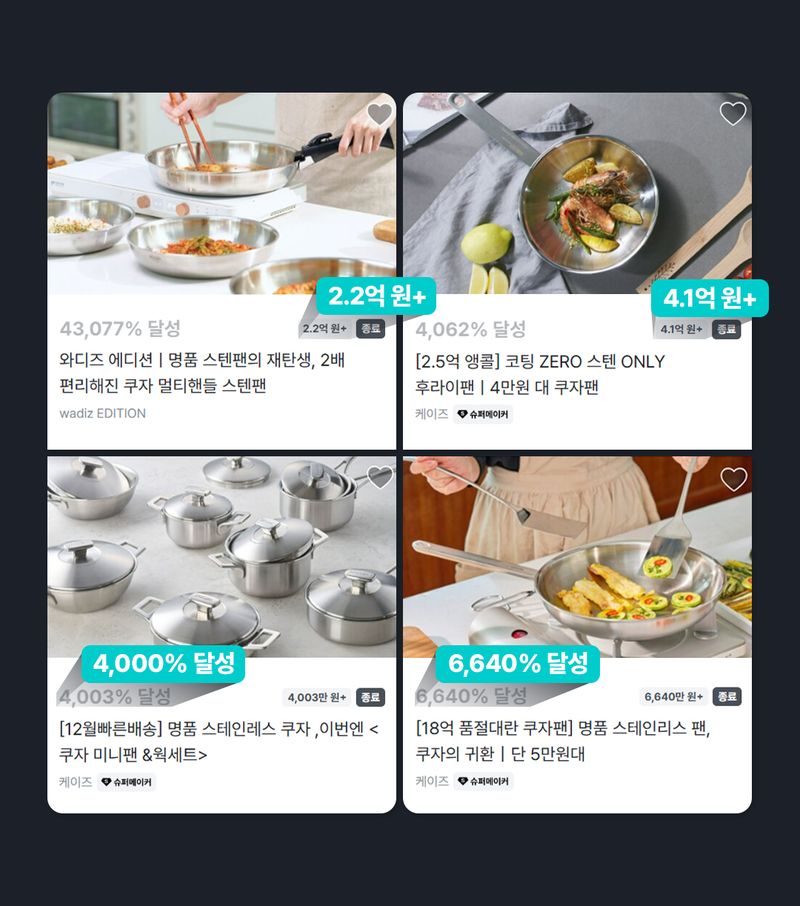 2.2억 원+
43,077% 달성
2.2억 원+
종료
와디즈 에디션 | 명품 스텐팬의 재탄생, 2배
편리해진 쿠자 멀티핸들 스텐팬
wadiz EDITION
4.1억 원+
4,062% 달성
4.1억 원+
종료
[2.5억 앵콜] 코팅 ZERO 스텐 ONLY
후라이팬 | 4만원 대 쿠자팬
케이즈
슈퍼메이커
4,000% 달성
4,003% 달성
4,003만 원+
종료
[12월빠른배송] 명품 스테인레스 쿠자 ,이번엔 <
쿠자 미니팬 &웍세트>
케이즈
슈퍼메이커
6,640% 달성
6,640% 달성
6,640만 원+
종료
[18억 품절대란 쿠자팬] 명품 스테인리스 팬,
쿠자의 귀환 | 단 5만원대
케이즈
슈퍼메이커